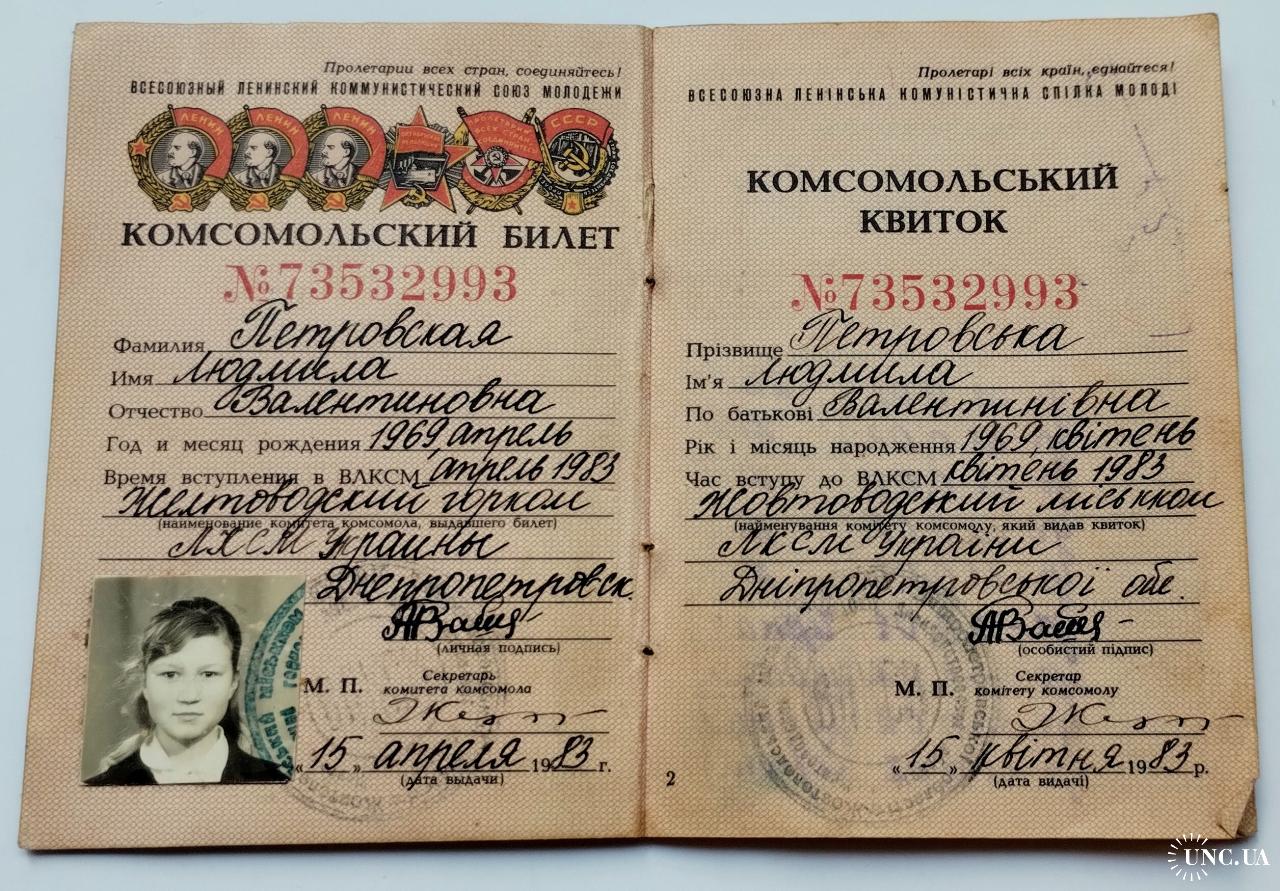 Пролетарии всех стран, соединяйтесь!
ВСЕСОЮЗНЫЙ ЛЕНИНСКИЙ КОММУНИСТИЧЕСКИЙ СОЮЗ МОЛОДЕЖИ
ЛЕНИН ЛЕНИН ЛЕНИН
СССР
КОМСОМОЛЬСКИЙ БИЛЕТ
№73532993
Фамилия Петровская
Имя Людмила
Отчество Валентиновна
Год и месяц рождения 1969, апрель
Время вступления в ВЛКСМ апрель 1983
Желтоводский горком
(наименование комитета комсомола, выдавшего билет)
ЛКСМ Украины
Днепропетровск.
(личная подпись)
М. П. Секретарь
комитета комсомола
„15„ апреля 1983 г.
(дата выдачи)
Пролетарі всіх країн, єднайтеся!
ВСЕСОЮЗНА ЛЕНІНСЬКА КОМУНІСТИЧНА СПІЛКА МОЛОДІ
КОМСОМОЛЬСЬКИЙ
КВИТОК
№73532993
Прізвище Петровська
Ім'я Людмила
По батькові Валентинівна
Рік і місяць народження 1969, квітень
Час вступу до ВЛКСМ квітень 1983
Жовтоводський міськком
(найменування комітету комсомолу, який видав квиток)
ЛКСМ України
Дніпропетровської обл.
(особистий підпис)
М. П. Секретар
комітету комсомолу
„15„ квітня 1983 р.
(дата видачі)
2
UNC.UA